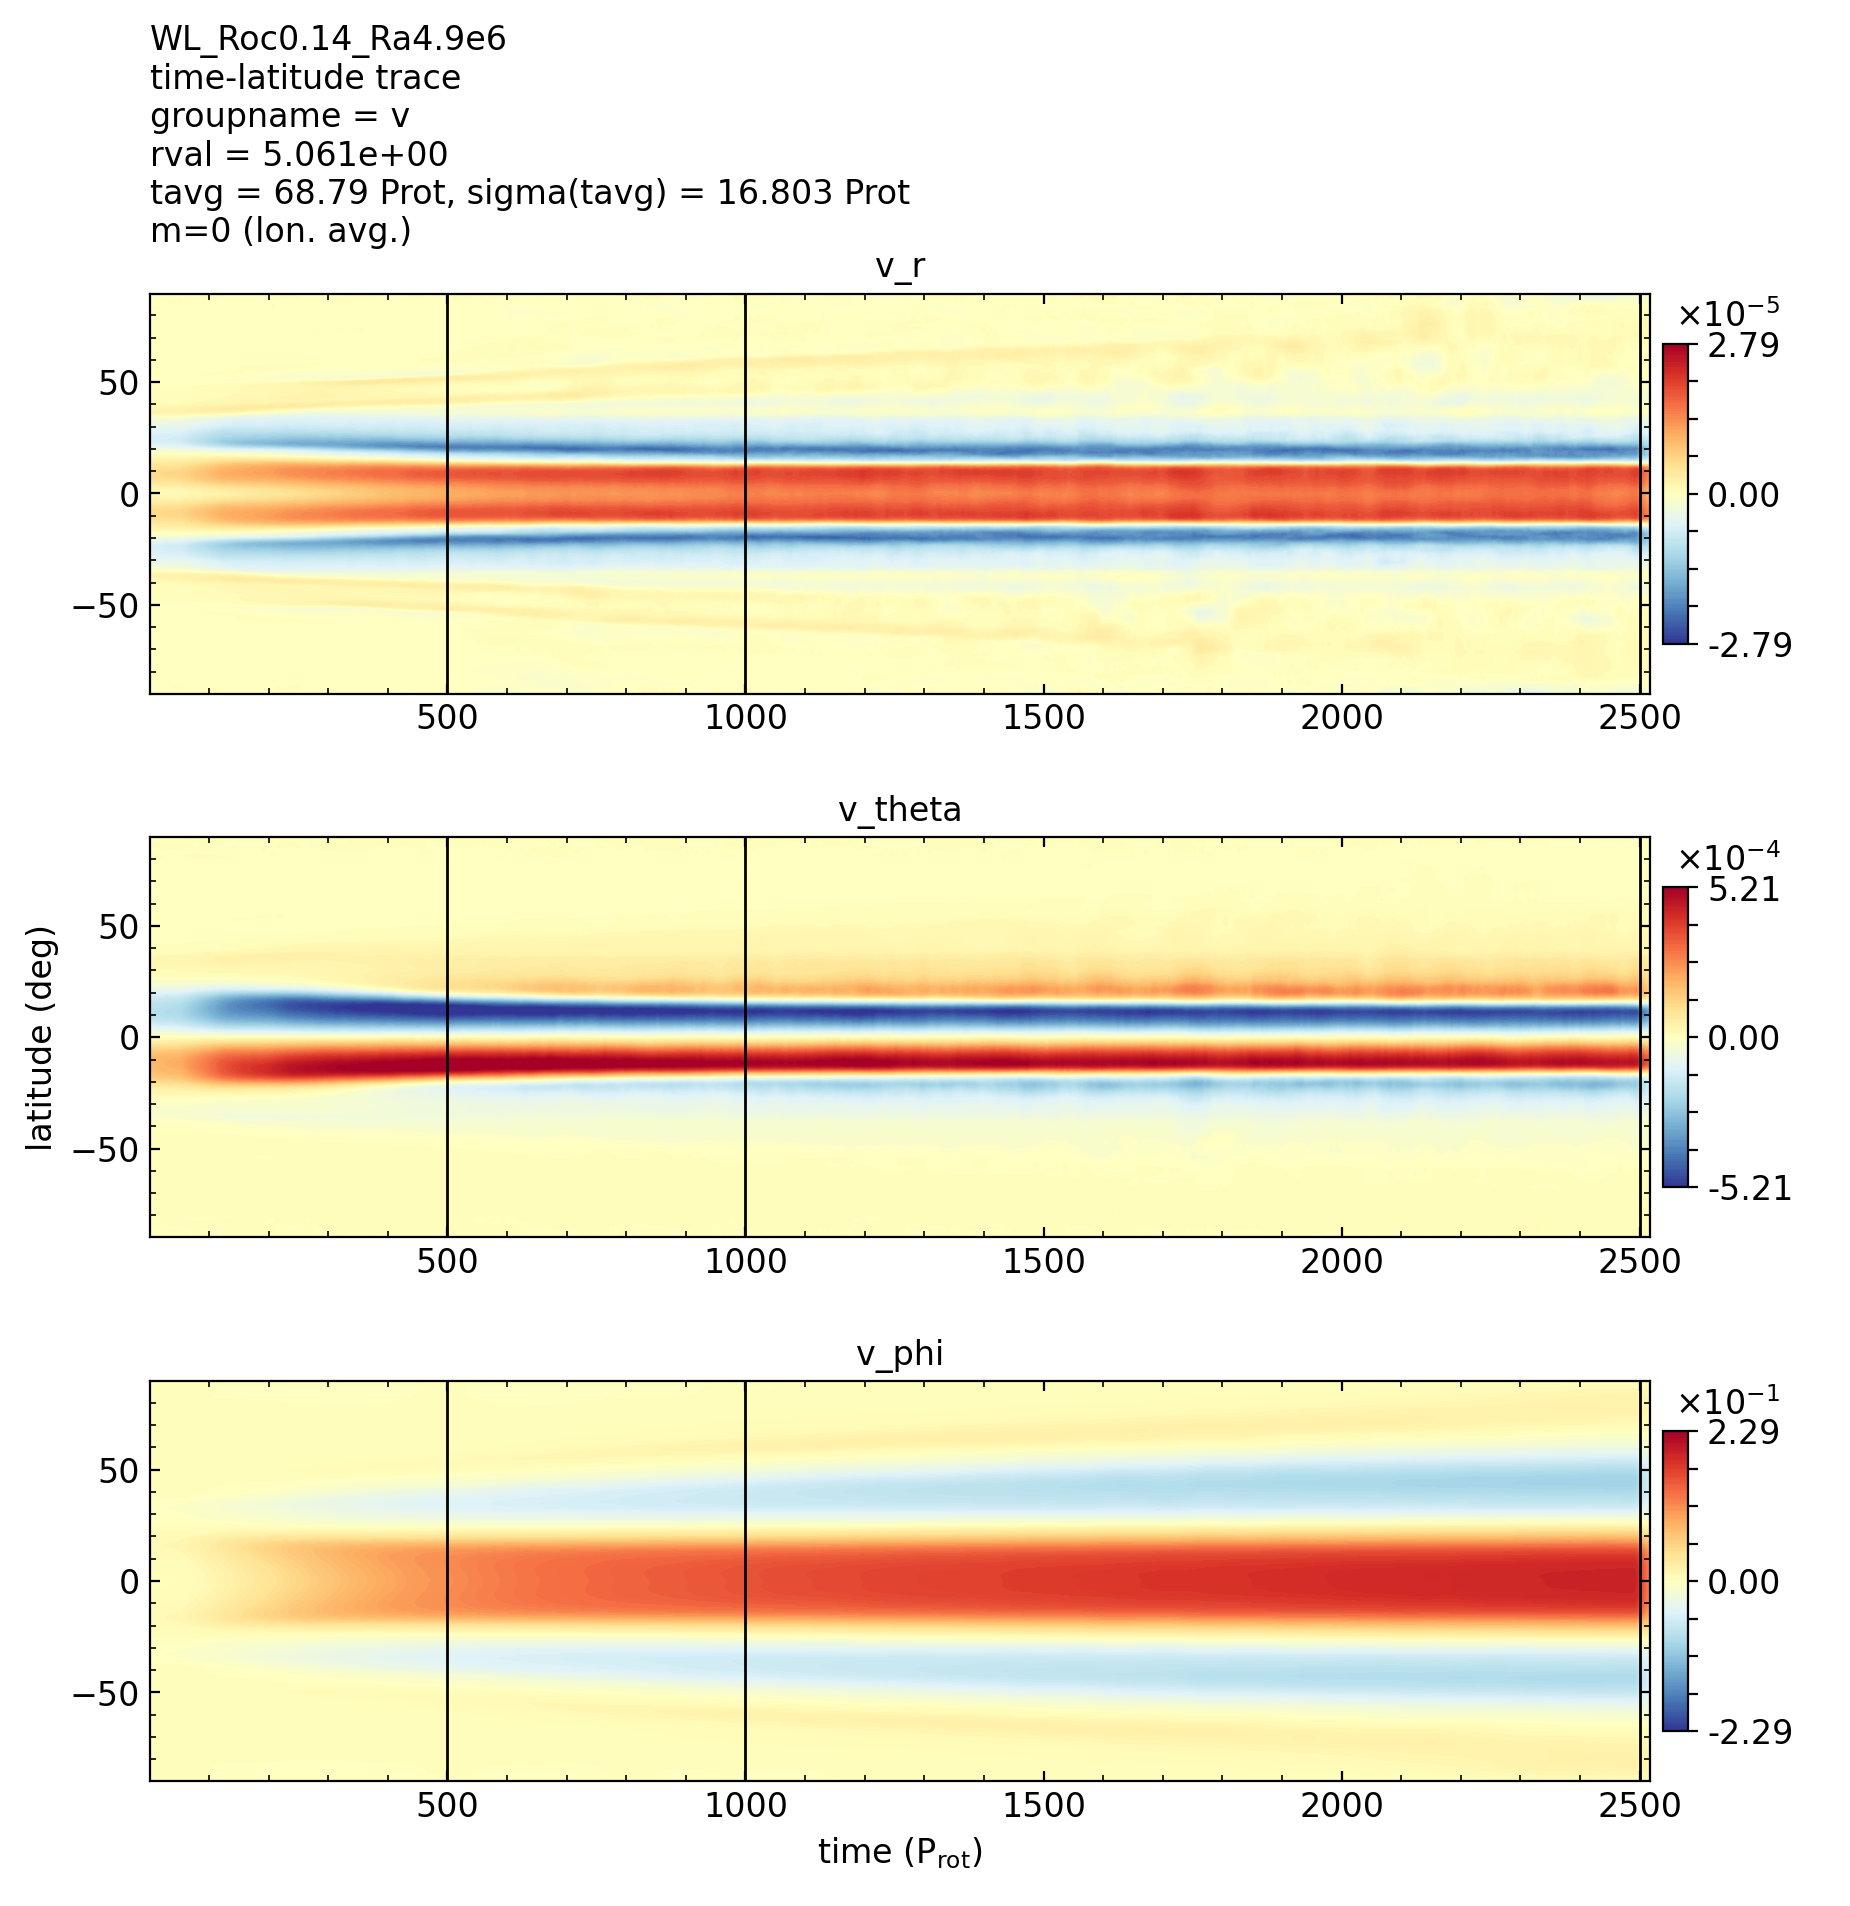 WL_Roc0.14_Ra4.9e6
time-latitude trace
groupname = v
rval = 5.061e+00
tavg = 68.79 Prot, sigma(tavg) = 16.803 Prot
m=0 (lon. avg.)
v_r
×10⁻⁵
2.79
0.00
-2.79
50
0
−50
500 1000 1500 2000 2500
v_theta
×10⁻⁴
5.21
0.00
-5.21
latitude (deg)
50
0
−50
500 1000 1500 2000 2500
v_phi
×10⁻¹
2.29
0.00
-2.29
50
0
−50
500 1000 1500 2000 2500
time (P_rot)